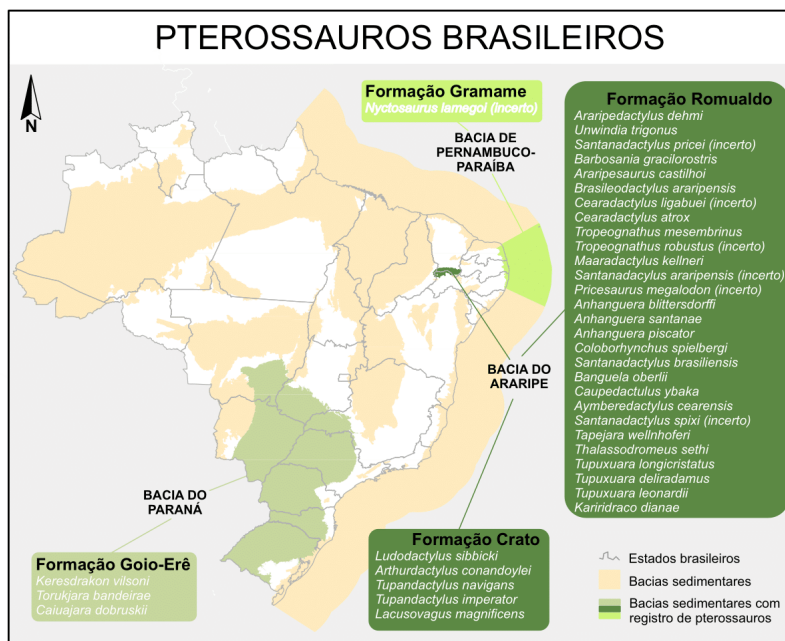 PTEROSSAUROS BRASILEIROS
N
Formação Gramame
Nyctosaurus lamegoi (incerto)
BACIA DE
PERNAMBUCO-
PARAÍBA
Formação Romualdo
Araripedactylus dehmi
Unwindia trigonus
Santanadactylus pricei (incerto)
Barbosania gracilorostris
Araripesaurus castilhoi
Brasileodactylus araripensis
Cearadactylus ligabuei (incerto)
Cearadactylus atrox
Tropeognathus mesembrinus
Tropeognathus robustus (incerto)
Maaradactylus kellneri
Santanadactylus araripensis (incerto)
Pricesaurus megalodon (incerto)
Anhanguera blittersdorffi
Anhanguera santanae
Anhanguera piscator
Coloborhynchus spielbergi
Santanadactylus brasiliensis
Banguela oberlii
Caupedactulus ybaka
Aymberedactylus cearensis
Santanadactylus spixi (incerto)
Tapejara wellnhoferi
Thalassodromeus sethi
Tupuxuara longicristatus
Tupuxuara deliradamus
Tupuxuara leonardii
Kariridraco dianae
BACIA DO
ARARIPE
BACIA DO
PARANÁ
Formação Goio-Erê
Keresdrakon vilsoni
Torukjara bandeirae
Caiuajara dobruskii
Formação Crato
Ludodactylus sibbicki
Arthurdactylus conandoylei
Tupandactylus navigans
Tupandactylus imperator
Lacusovagus magnificens
Estados brasileiros
Bacias sedimentares
Bacias sedimentares com
registro de pterossauros